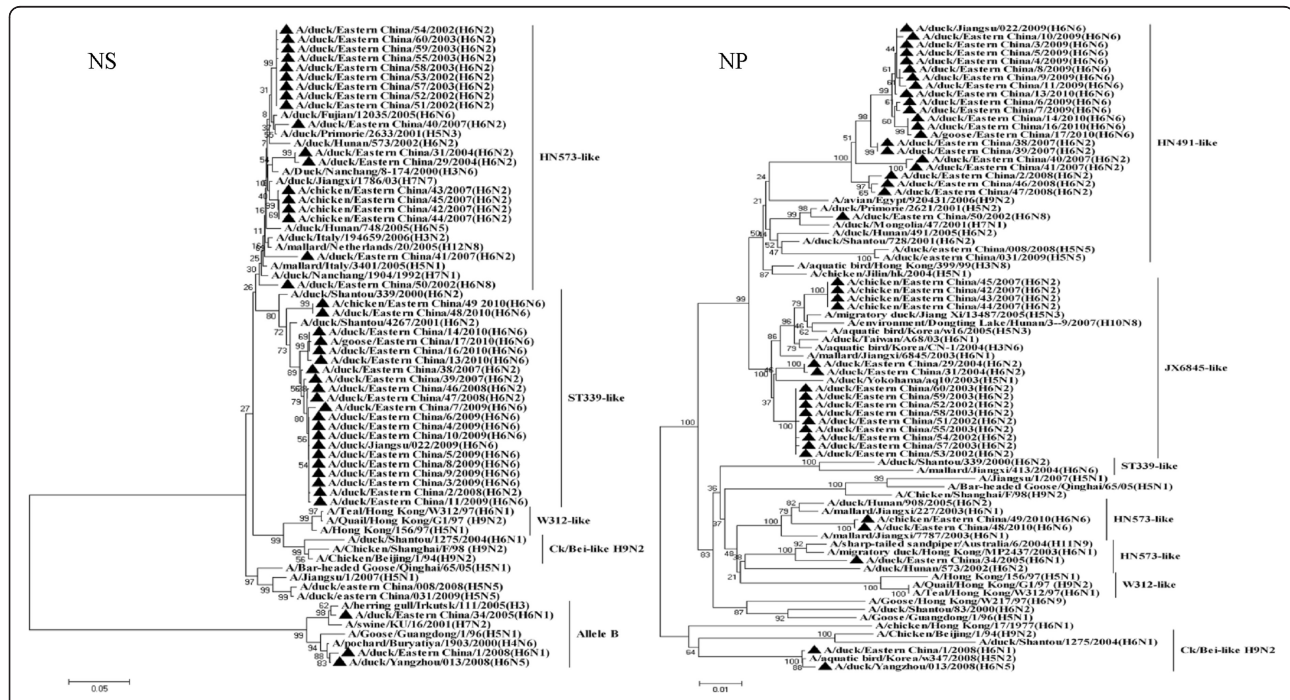 NS
A/duck/Eastern China/54/2002(H6N2)
A/duck/Eastern China/60/2003(H6N2)
A/duck/Eastern China/59/2003(H6N2)
A/duck/Eastern China/55/2003(H6N2)
A/duck/Eastern China/58/2003(H6N2)
A/duck/Eastern China/53/2002(H6N2)
A/duck/Eastern China/57/2003(H6N2)
A/duck/Eastern China/52/2002(H6N2)
A/duck/Eastern China/51/2002(H6N2)
A/duck/Fujian/12035/2005(H6N6)
A/duck/Eastern China/40/2007(H6N2)
A/duck/Primorie/2633/2001(H5N3)
A/duck/Hunan/573/2002(H6N2)
A/duck/Eastern China/31/2004(H6N2)
A/duck/Eastern China/29/2004(H6N2)
A/Duck/Nanchang/8-174/2000(H3N6)
A/duck/Jiangxi/1786/03(H7N7)
A/chicken/Eastern China/43/2007(H6N2)
A/chicken/Eastern China/45/2007(H6N2)
A/chicken/Eastern China/42/2007(H6N2)
A/chicken/Eastern China/44/2007(H6N2)
A/duck/Hunan/748/2005(H6N5)
A/duck/Italy/194659/2006(H3N2)
A/mallard/Netherlands/20/2005(H12N8)
A/duck/Eastern China/41/2007(H6N2)
A/mallard/Italy/3401/2005(H5N1)
A/duck/Nanchang/1904/1992(H7N1)
A/duck/Eastern China/50/2002(H6N8)
HN573-like
A/duck/Shantou/339/2000(H6N2)
A/chicken/Eastern China/49 2010(H6N6)
A/duck/Eastern China/48/2010(H6N6)
A/duck/Shantou/4267/2001(H6N2)
A/duck/Eastern China/14/2010(H6N6)
A/goose/Eastern China/17/2010(H6N6)
A/duck/Eastern China/16/2010(H6N6)
A/duck/Eastern China/13/2010(H6N6)
A/duck/Eastern China/38/2007(H6N2)
A/duck/Eastern China/39/2007(H6N2)
A/duck/Eastern China/46/2008(H6N2)
A/duck/Eastern China/47/2008(H6N2)
A/duck/Eastern China/7/2009(H6N6)
A/duck/Eastern China/6/2009(H6N6)
A/duck/Eastern China/4/2009(H6N6)
A/duck/Eastern China/10/2009(H6N6)
A/duck/Jiangsu/022/2009(H6N6)
A/duck/Eastern China/5/2009(H6N6)
A/duck/Eastern China/8/2009(H6N6)
A/duck/Eastern China/9/2009(H6N6)
A/duck/Eastern China/3/2009(H6N6)
A/duck/Eastern China/2/2008(H6N2)
A/duck/Eastern China/11/2009(H6N6)
ST339-like
A/Teal/Hong Kong/W312/97(H6N1)
A/Quail/Hong Kong/G1/97 (H9N2)
A/Hong Kong/156/97(H5N1)
W312-like
A/duck/Shantou/1275/2004(H6N1)
A/Chicken/Shanghai/F/98 (H9N2)
A/Chicken/Beijing/1/94(H9N2)
Ck/Bei-like H9N2
A/Bar-headed Goose/Qinghai/65/05(H5N1)
A/Jiangsu/1/2007(H5N1)
A/duck/eastern China/008/2008(H5N5)
A/duck/eastern China/031/2009(H5N5)
A/herring gull/Irkutsk/111/2005(H3)
A/duck/Eastern China/34/2005(H6N1)
A/swine/KU/16/2001(H7N2)
A/Goose/Guangdong/1/96(H5N1)
A/pochard/Buryatiya/1903/2000(H4N6)
A/duck/Eastern China/1/2008(H6N1)
A/duck/Yangzhou/013/2008(H6N5)
Allele B
0.05
NP
A/duck/Jiangsu/022/2009(H6N6)
A/duck/Eastern China/10/2009(H6N6)
A/duck/Eastern China/3/2009(H6N6)
A/duck/Eastern China/5/2009(H6N6)
A/duck/Eastern China/4/2009(H6N6)
A/duck/Eastern China/8/2009(H6N6)
A/duck/Eastern China/9/2009(H6N6)
A/duck/Eastern China/11/2009(H6N6)
A/duck/Eastern China/13/2010(H6N6)
A/duck/Eastern China/6/2009(H6N6)
A/duck/Eastern China/7/2009(H6N6)
A/duck/Eastern China/14/2010(H6N6)
A/duck/Eastern China/16/2010(H6N6)
A/goose/Eastern China/17/2010(H6N6)
A/duck/Eastern China/38/2007(H6N2)
A/duck/Eastern China/39/2007(H6N2)
A/duck/Eastern China/40/2007(H6N2)
A/duck/Eastern China/41/2007(H6N2)
A/duck/Eastern China/2/2008(H6N2)
A/duck/Eastern China/46/2008(H6N2)
A/duck/Eastern China/47/2008(H6N2)
A/avian/Egypt/920431/2006(H9N2)
A/duck/Primorie/2621/2001(H5N2)
A/duck/Eastern China/50/2002(H6N8)
A/duck/Mongolia/47/2001(H7N1)
A/duck/Hunan/491/2005(H6N2)
A/duck/Shantou/728/2001(H6N2)
A/duck/eastern China/008/2008(H5N5)
A/duck/eastern China/031/2009(H5N5)
A/aquatic bird/Hong Kong/399/99(H3N8)
A/chicken/Jilin/hk/2004(H5N1)
HN491-like
A/chicken/Eastern China/45/2007(H6N2)
A/chicken/Eastern China/42/2007(H6N2)
A/chicken/Eastern China/43/2007(H6N2)
A/chicken/Eastern China/44/2007(H6N2)
A/migratory duck/Jiang Xi/13487/2005(H5N3)
A/environment/Dongting Lake/Hunan/3--9/2007(H10N8)
A/aquatic bird/Korea/w16/2005(H5N3)
A/duck/Taiwan/A68/03(H6N1)
A/aquatic bird/Korea/CN-1/2004(H3N6)
A/mallard/Jiangxi/6845/2003(H6N1)
A/duck/Eastern China/29/2004(H6N2)
A/duck/Eastern China/31/2004(H6N2)
A/duck/Yokohama/aq10/2003(H5N1)
A/duck/Eastern China/60/2003(H6N2)
A/duck/Eastern China/59/2003(H6N2)
A/duck/Eastern China/52/2002(H6N2)
A/duck/Eastern China/58/2003(H6N2)
A/duck/Eastern China/51/2002(H6N2)
A/duck/Eastern China/55/2003(H6N2)
A/duck/Eastern China/54/2002(H6N2)
A/duck/Eastern China/57/2003(H6N2)
A/duck/Eastern China/53/2002(H6N2)
JX6845-like
A/duck/Shantou/339/2000(H6N2)
A/mallard/Jiangxi/413/2004(H6N6)
ST339-like
A/Jiangsu/1/2007(H5N1)
A/Bar-headed Goose/Qinghai/65/05(H5N1)
A/Chicken/Shanghai/F/98(H9N2)
A/duck/Hunan/908/2005(H6N2)
A/mallard/Jiangxi/227/2003(H6N1)
A/chicken/Eastern China/49/2010(H6N6)
A/duck/Eastern China/48/2010(H6N6)
A/mallard/Jiangxi/7787/2003(H6N1)
HN573-like
A/sharp-tailed sandpiper/Australia/6/2004(H11N9)
A/migratory duck/Hong Kong/MP2437/2003(H6N1)
A/duck/Eastern China/34/2005(H6N1)
A/duck/Hunan/573/2002(H6N2)
HN573-like
A/Hong Kong/156/97(H5N1)
A/Quail/Hong Kong/G1/97 (H9N2)
A/Teal/Hong Kong/W312/97(H6N1)
W312-like
A/Goose/Hong Kong/W217/97(H6N9)
A/duck/Shantou/83/2000(H6N2)
A/Goose/Guangdong/1/96(H5N1)
A/chicken/Hong Kong/17/1977(H6N1)
A/Chicken/Beijing/1/94(H9N2)
A/duck/Shantou/1275/2004(H6N1)
A/duck/Eastern China/1/2008(H6N1)
A/aquatic bird/Korea/w347/2008(H5N2)
A/duck/Yangzhou/013/2008(H6N5)
Ck/Bei-like H9N2
0.01